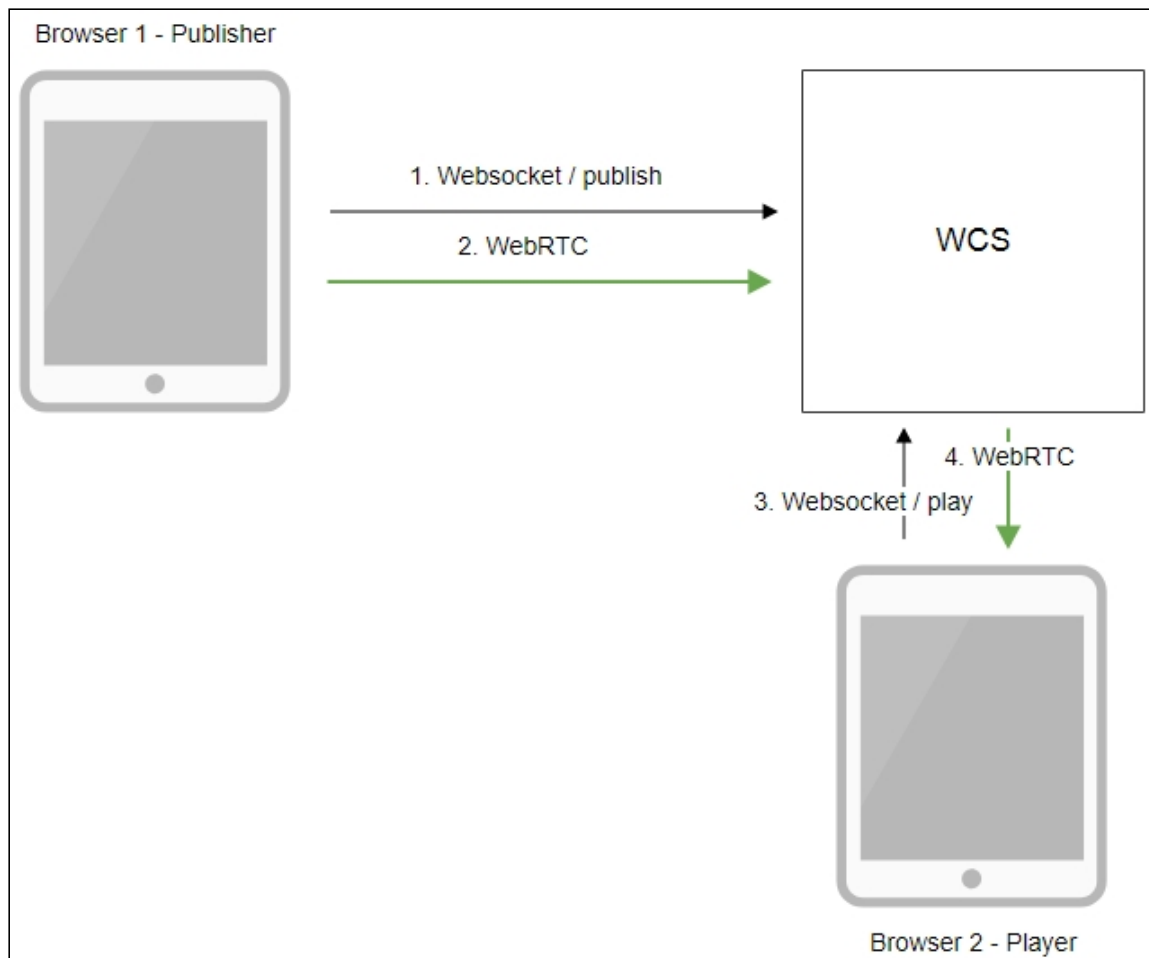 Browser 1 - Publisher
1. Websocket / publish
2. WebRTC
WCS
4. WebRTC
3. Websocket / play
Browser 2 - Player